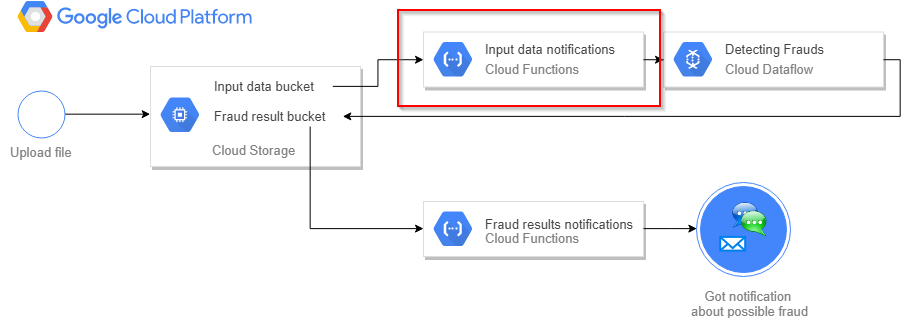 Google Cloud Platform
Input data notifications
Cloud Functions
Detecting Frauds
Cloud Dataflow
Input data bucket
Fraud result bucket
Cloud Storage
Upload file
Fraud results notifications
Cloud Functions
Got notification
about possible fraud